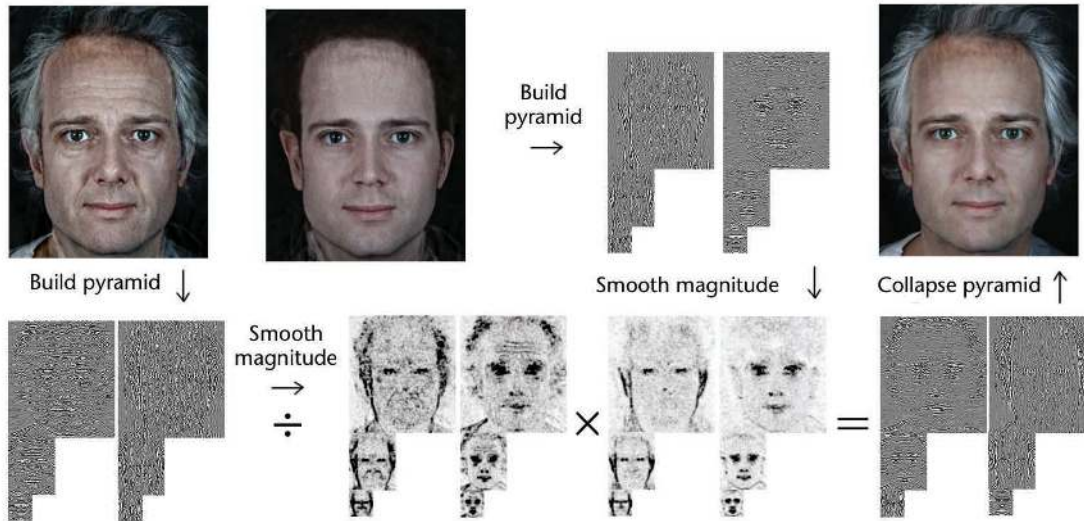 Build
pyramid
→
Build pyramid ↓
Smooth magnitude ↓
Collapse pyramid ↑
Smooth
magnitude
→
÷
×
=